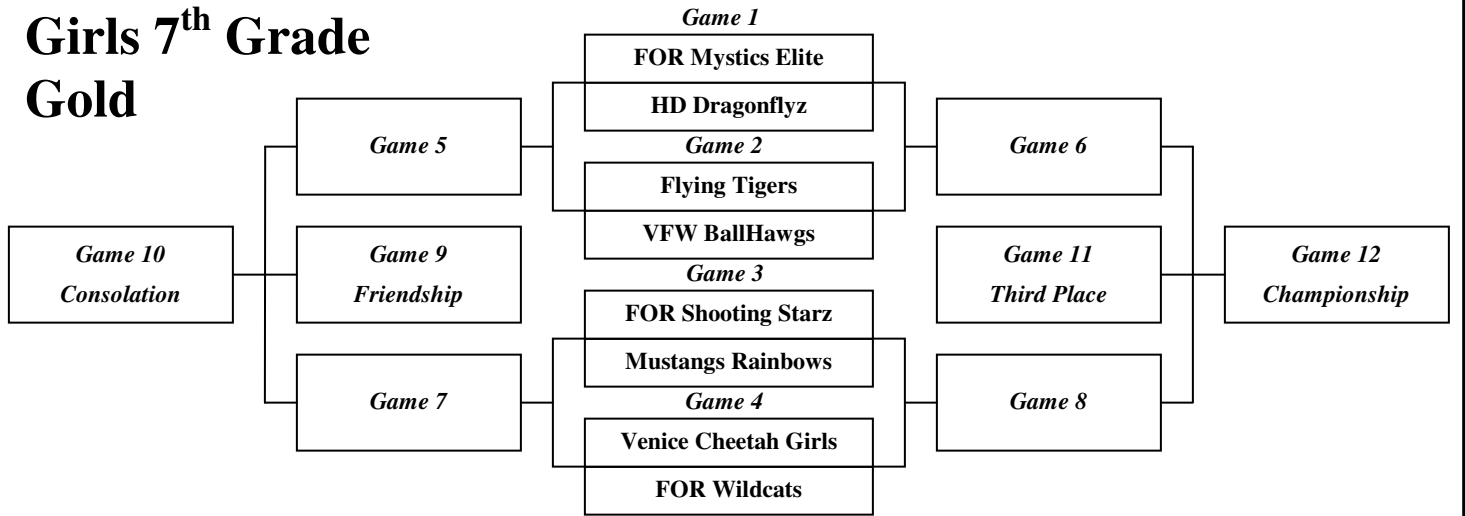 Girls 7th Grade
Gold
Game 1
FOR Mystics Elite
HD Dragonflyz
Game 2
Flying Tigers
VFW BallHawgs
Game 3
FOR Shooting Starz
Mustangs Rainbows
Game 4
Venice Cheetah Girls
FOR Wildcats
Game 5
Game 6
Game 10
Consolation
Game 9
Friendship
Game 11
Third Place
Game 12
Championship
Game 7
Game 8